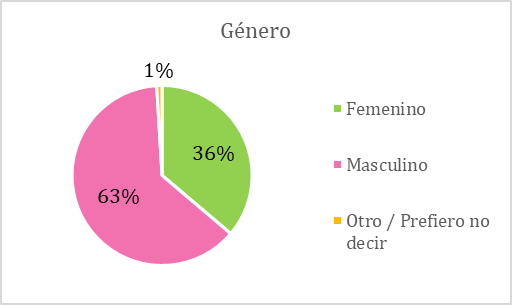 Género
1%
36%
63%
Femenino
Masculino
Otro / Prefiero no
decir